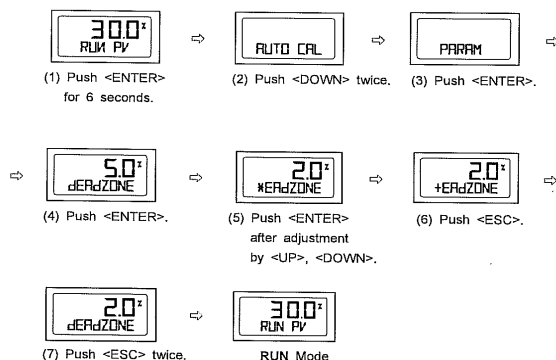 30.0%
RUN PV
(1) Push <ENTER>
for 6 seconds.
AUTO CAL
(2) Push <DOWN> twice.
PARAM
(3) Push <ENTER>.
5.0%
dEAdZONE
(4) Push <ENTER>.
2.0%
*EAdZONE
(5) Push <ENTER>
after adjustment
by <UP>, <DOWN>.
2.0%
+EAdZONE
(6) Push <ESC>.
2.0%
dEAdZONE
(7) Push <ESC> twice.
30.0%
RUN PV
RUN Mode